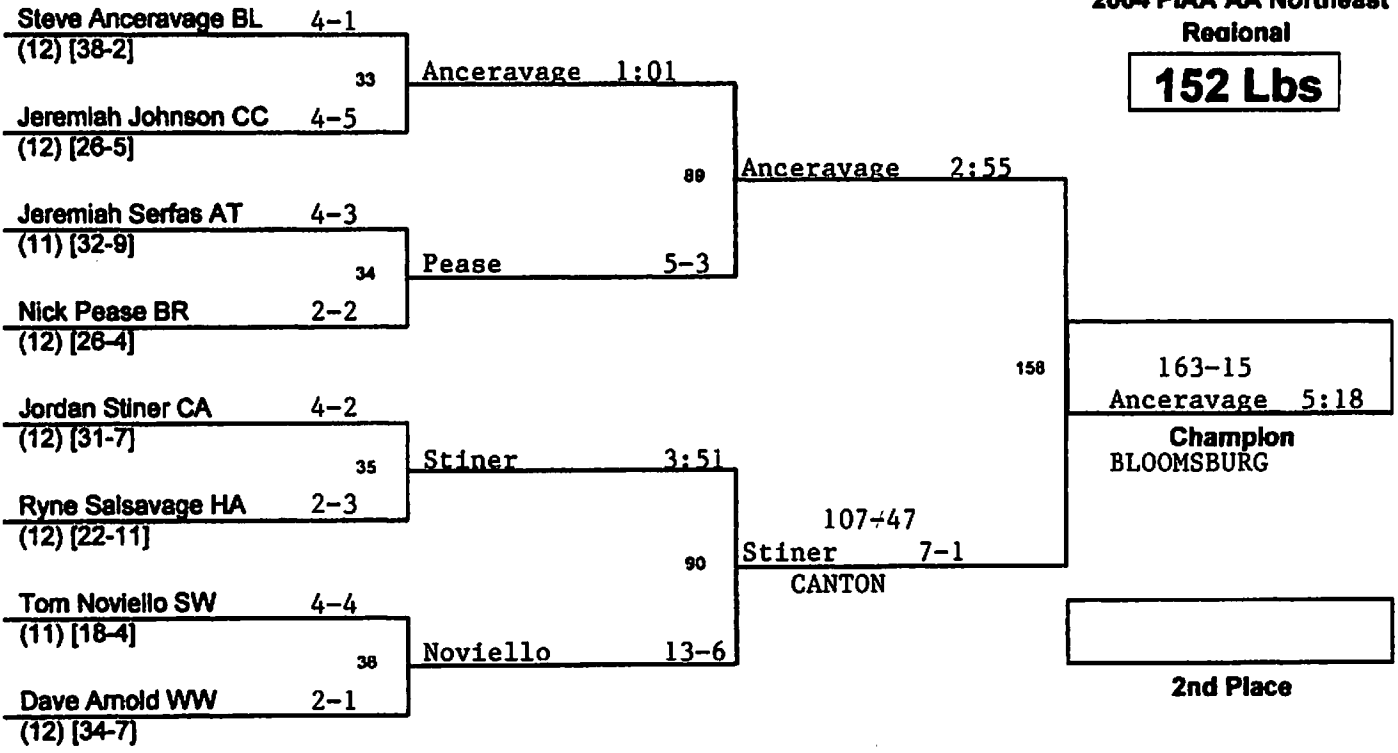 2004 PIAA AA Northeast
Regional
152 Lbs
Steve Anceravage BL 4-1
(12) [38-2]
33
Anceravage 1:01
Jeremiah Johnson CC 4-5
(12) [26-5]
89
Anceravage 2:55
Jeremiah Serfas AT 4-3
(11) [32-9]
34
Pease 5-3
Nick Pease BR 2-2
(12) [26-4]
158
163-15
Anceravage 5:18
Champion
BLOOMSBURG
Jordan Stiner CA 4-2
(12) [31-7]
35
Stiner 3:51
Ryne Salsavage HA 2-3
(12) [22-11]
90
107-47
Stiner 7-1
CANTON
Tom Noviello SW 4-4
(11) [18-4]
36
Noviello 13-6
Dave Arnold WW 2-1
(12) [34-7]
2nd Place